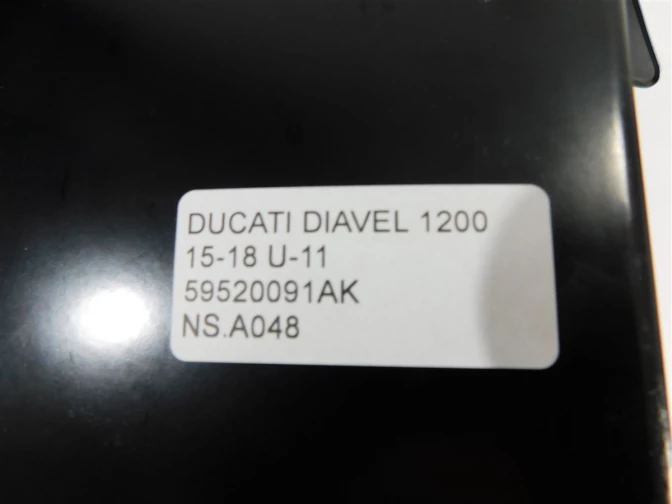 DUCATI DIAVEL 1200
15-18 U-11
59520091AK
NS.A048